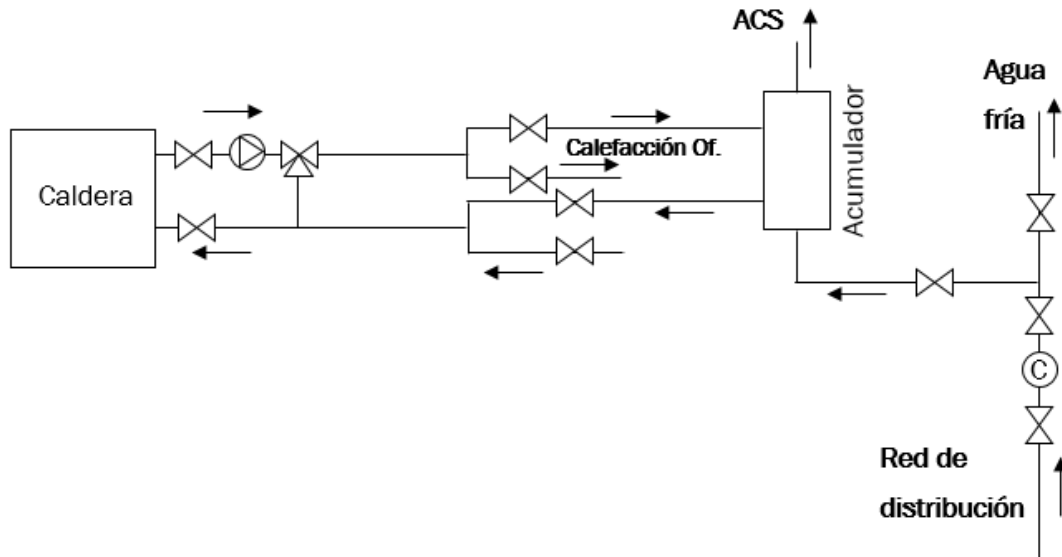 ACS
Agua
fría
Acumulador
Calefacción Of.
Caldera
C
Red de
distribución